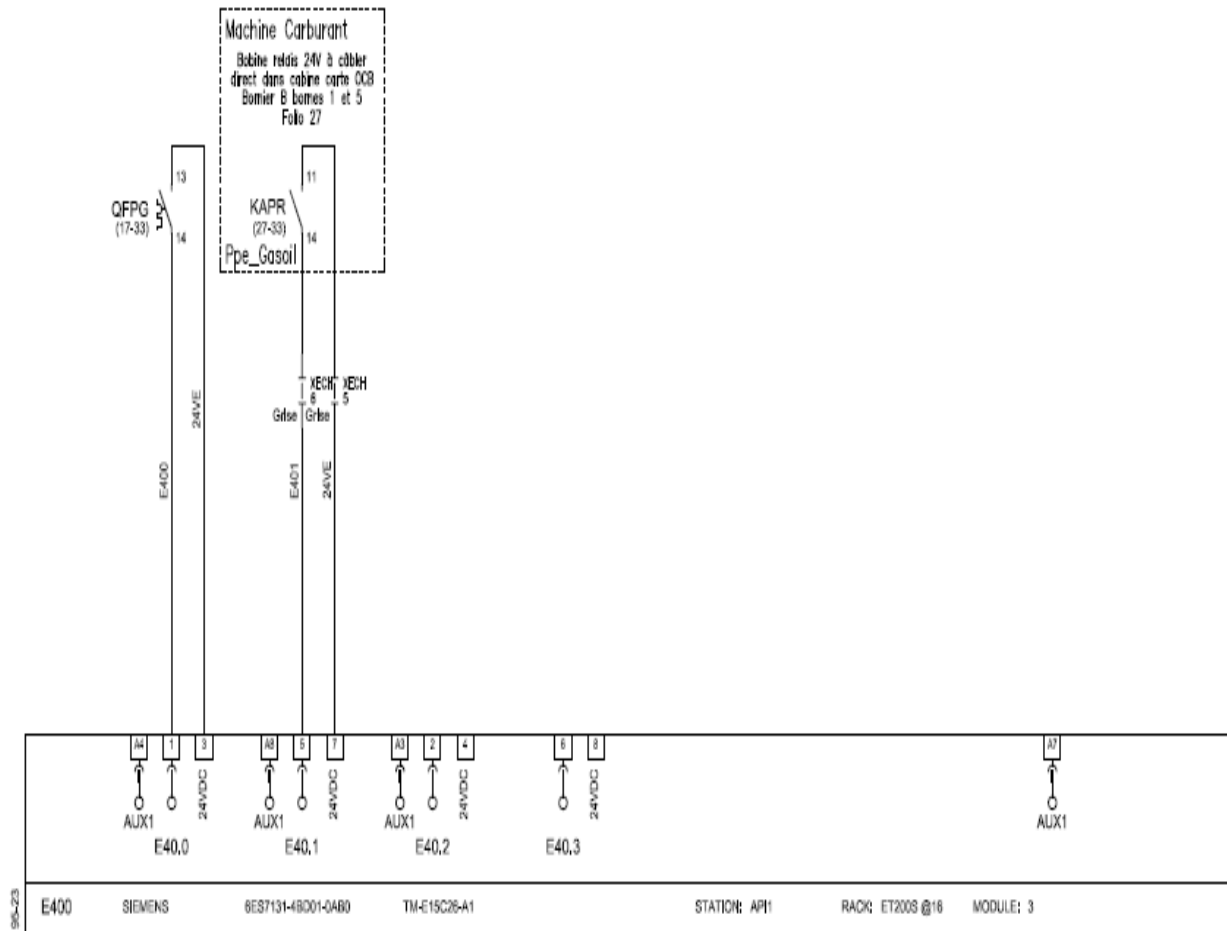 Machine Carburant
Bobine relais 24V à câbler
direct dans cabine carte OCB
Bornier B bornes 1 et 5
Folio 27
13
QFPG
(17-33)
14
11
KAPR
(27-33)
14
Ppe_Gasoil
XECH XECH
6 5
Grise Grise
E400
24VE
E401
24VE
A4 1 3 A8 5 7 A3 2 4 6 8 A7
AUX1 24VDC AUX1 24VDC AUX1 24VDC 24VDC AUX1
E40.0 E40.1 E40.2 E40.3
E400 SIEMENS 6ES7131-4BD01-0AB0 TM-E15C26-A1 STATION: API1 RACK: ET200S @16 MODULE: 3